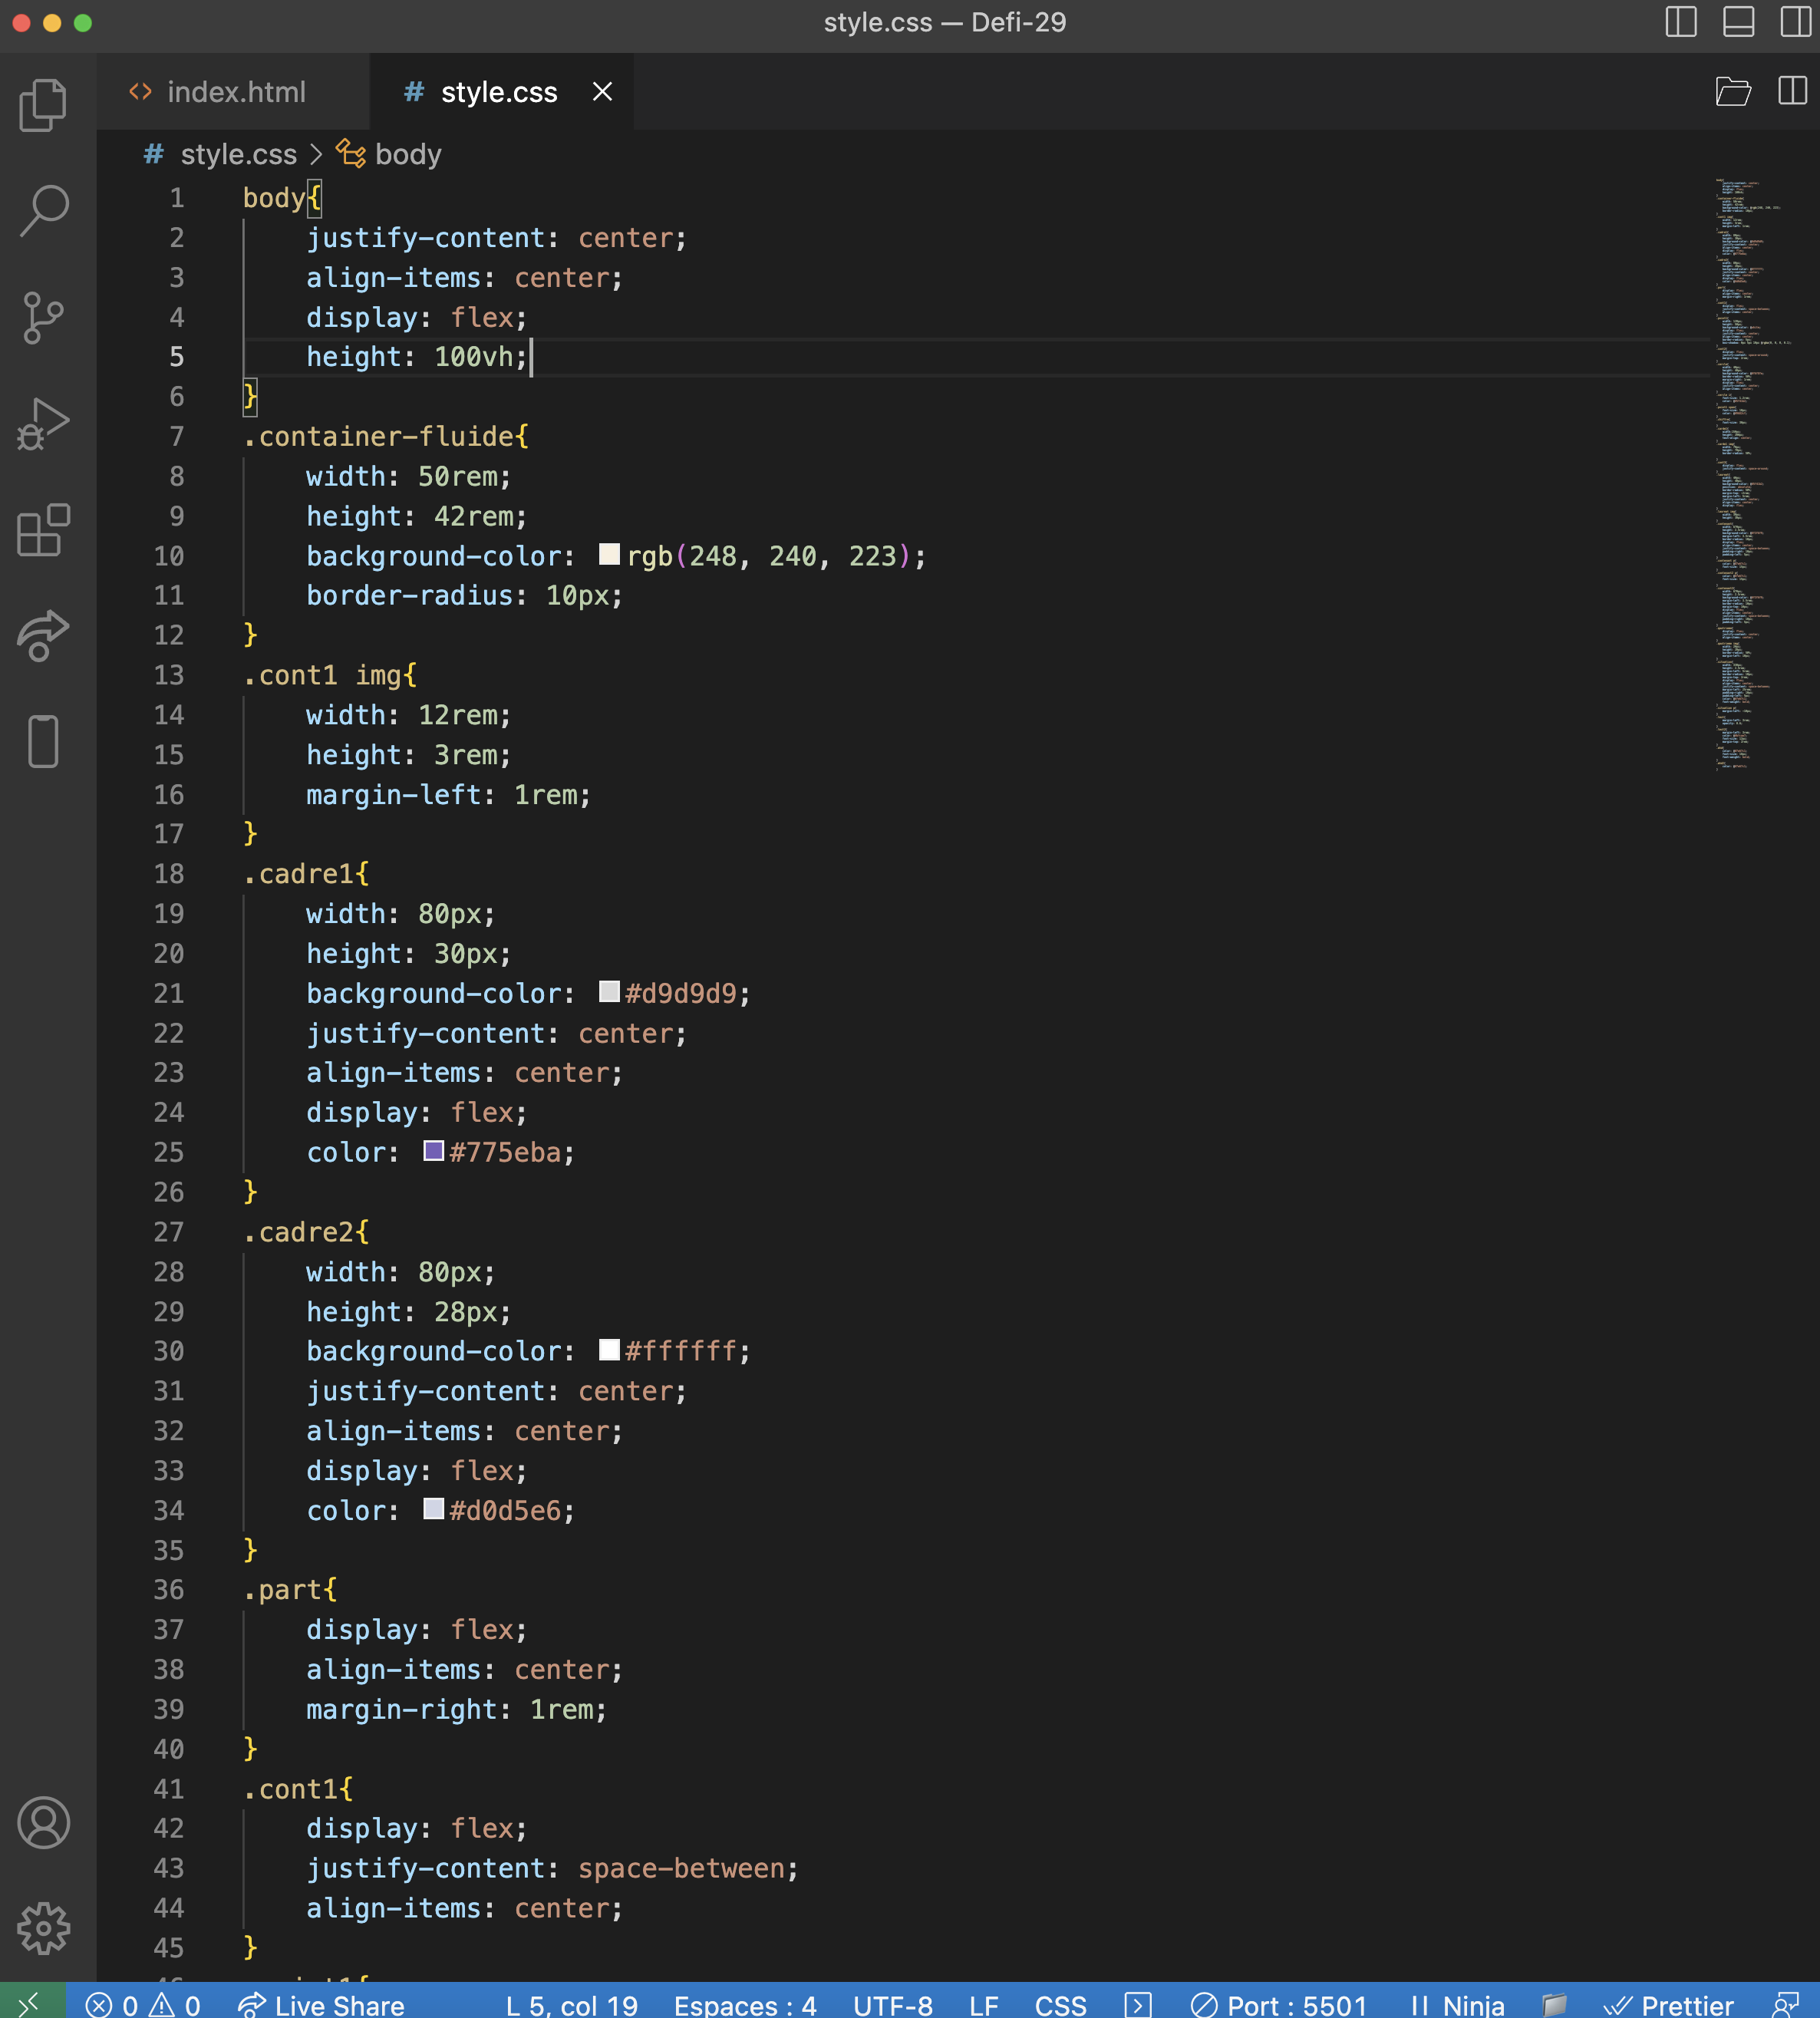 style.css — Defi-29
index.html
style.css
style.css > body
1 body{
2 justify-content: center;
3 align-items: center;
4 display: flex;
5 height: 100vh;
6 }
7 .container-fluide{
8 width: 50rem;
9 height: 42rem;
10 background-color: rgb(248, 240, 223);
11 border-radius: 10px;
12 }
13 .cont1 img{
14 width: 12rem;
15 height: 3rem;
16 margin-left: 1rem;
17 }
18 .cadre1{
19 width: 80px;
20 height: 30px;
21 background-color: #d9d9d9;
22 justify-content: center;
23 align-items: center;
24 display: flex;
25 color: #775eba;
26 }
27 .cadre2{
28 width: 80px;
29 height: 28px;
30 background-color: #ffffff;
31 justify-content: center;
32 align-items: center;
33 display: flex;
34 color: #d0d5e6;
35 }
36 .part{
37 display: flex;
38 align-items: center;
39 margin-right: 1rem;
40 }
41 .cont1{
42 display: flex;
43 justify-content: space-between;
44 align-items: center;
45 }
0 0 Live Share L 5, col 19 Espaces : 4 UTF-8 LF CSS Port : 5501 Ninja Prettier